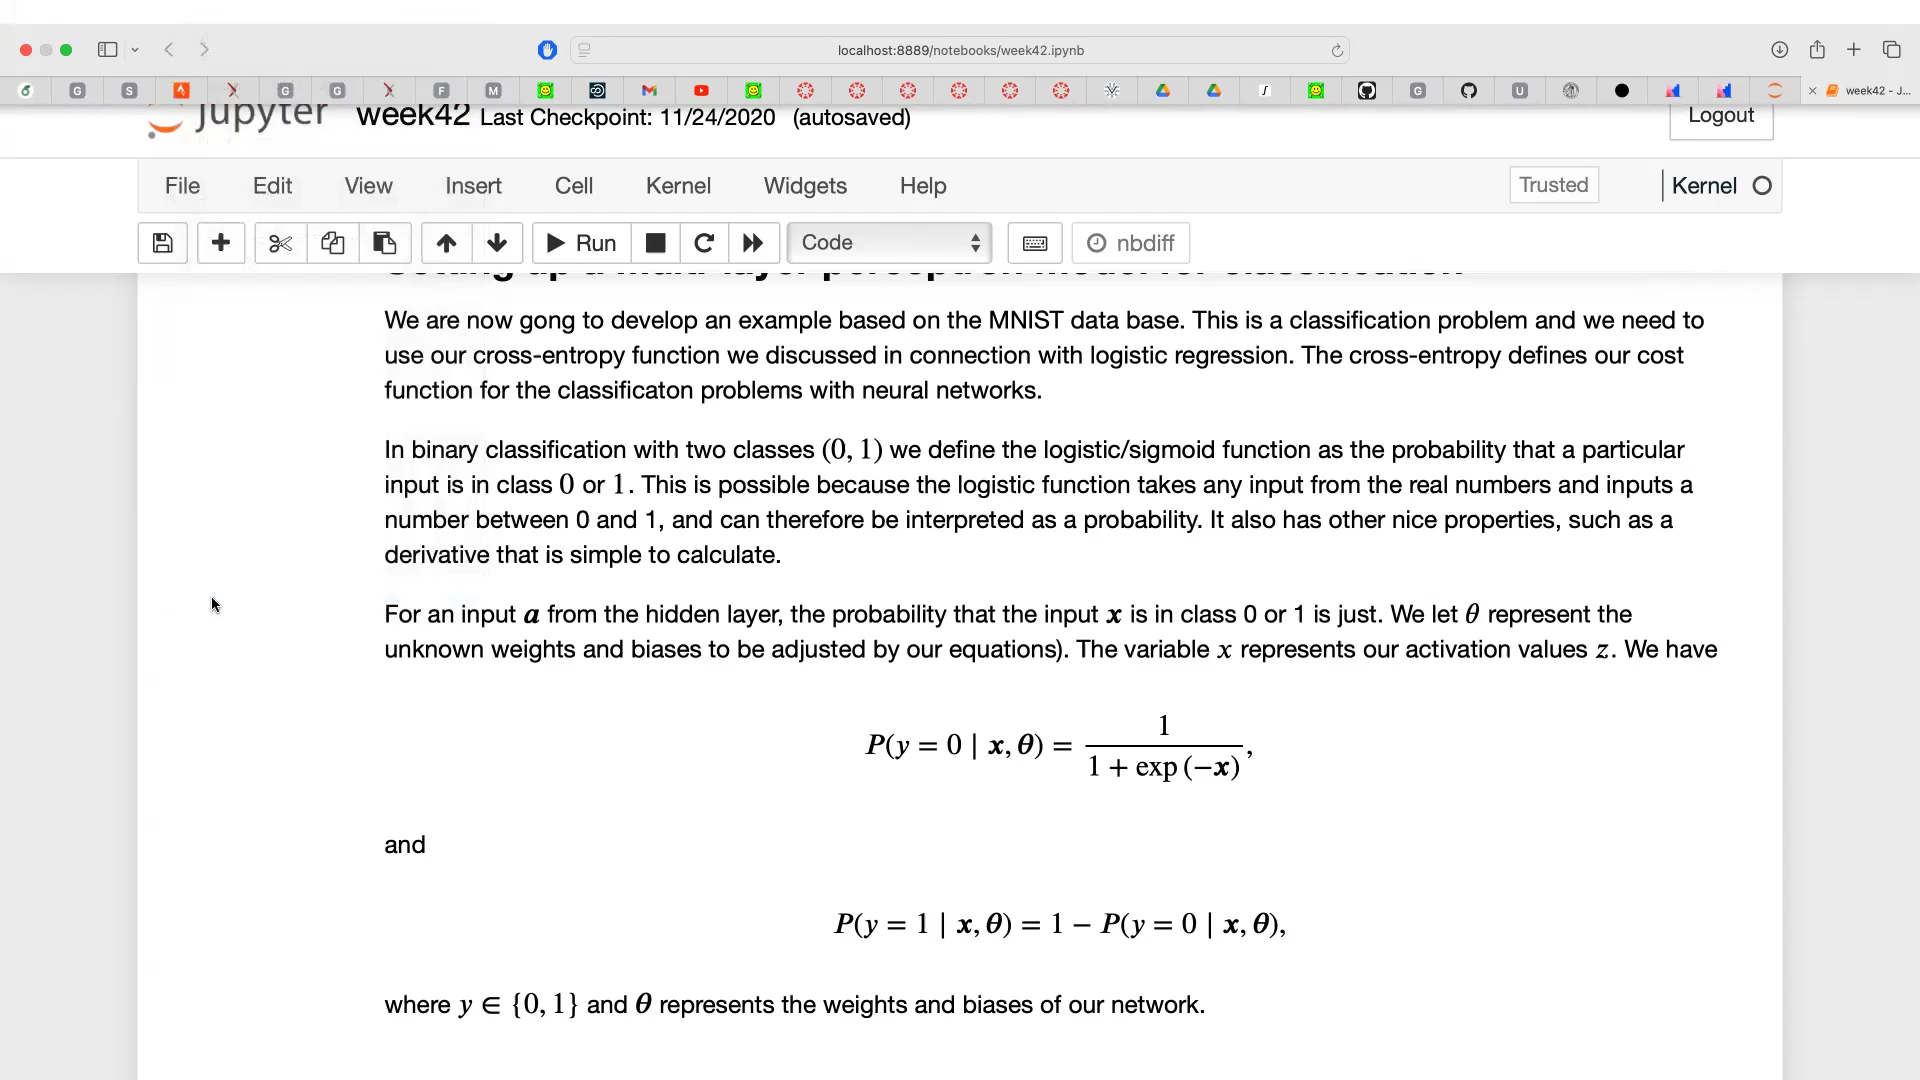 localhost:8889/notebooks/week42.ipynb
week42 - J...
jupyter week42 Last Checkpoint: 11/24/2020 (autosaved) Logout
File Edit View Insert Cell Kernel Widgets Help Trusted Kernel
Run Code nbdiff
Setting up a Multi-layer perceptron model for classification
We are now gong to develop an example based on the MNIST data base. This is a classification problem and we need to
use our cross-entropy function we discussed in connection with logistic regression. The cross-entropy defines our cost
function for the classificaton problems with neural networks.
In binary classification with two classes (0, 1) we define the logistic/sigmoid function as the probability that a particular
input is in class 0 or 1. This is possible because the logistic function takes any input from the real numbers and inputs a
number between 0 and 1, and can therefore be interpreted as a probability. It also has other nice properties, such as a
derivative that is simple to calculate.
For an input a from the hidden layer, the probability that the input x is in class 0 or 1 is just. We let θ represent the
unknown weights and biases to be adjusted by our equations). The variable x represents our activation values z. We have
P(y = 0 | x, θ) = 1 / (1 + exp (−x)),
and
P(y = 1 | x, θ) = 1 − P(y = 0 | x, θ),
where y ∈ {0, 1} and θ represents the weights and biases of our network.